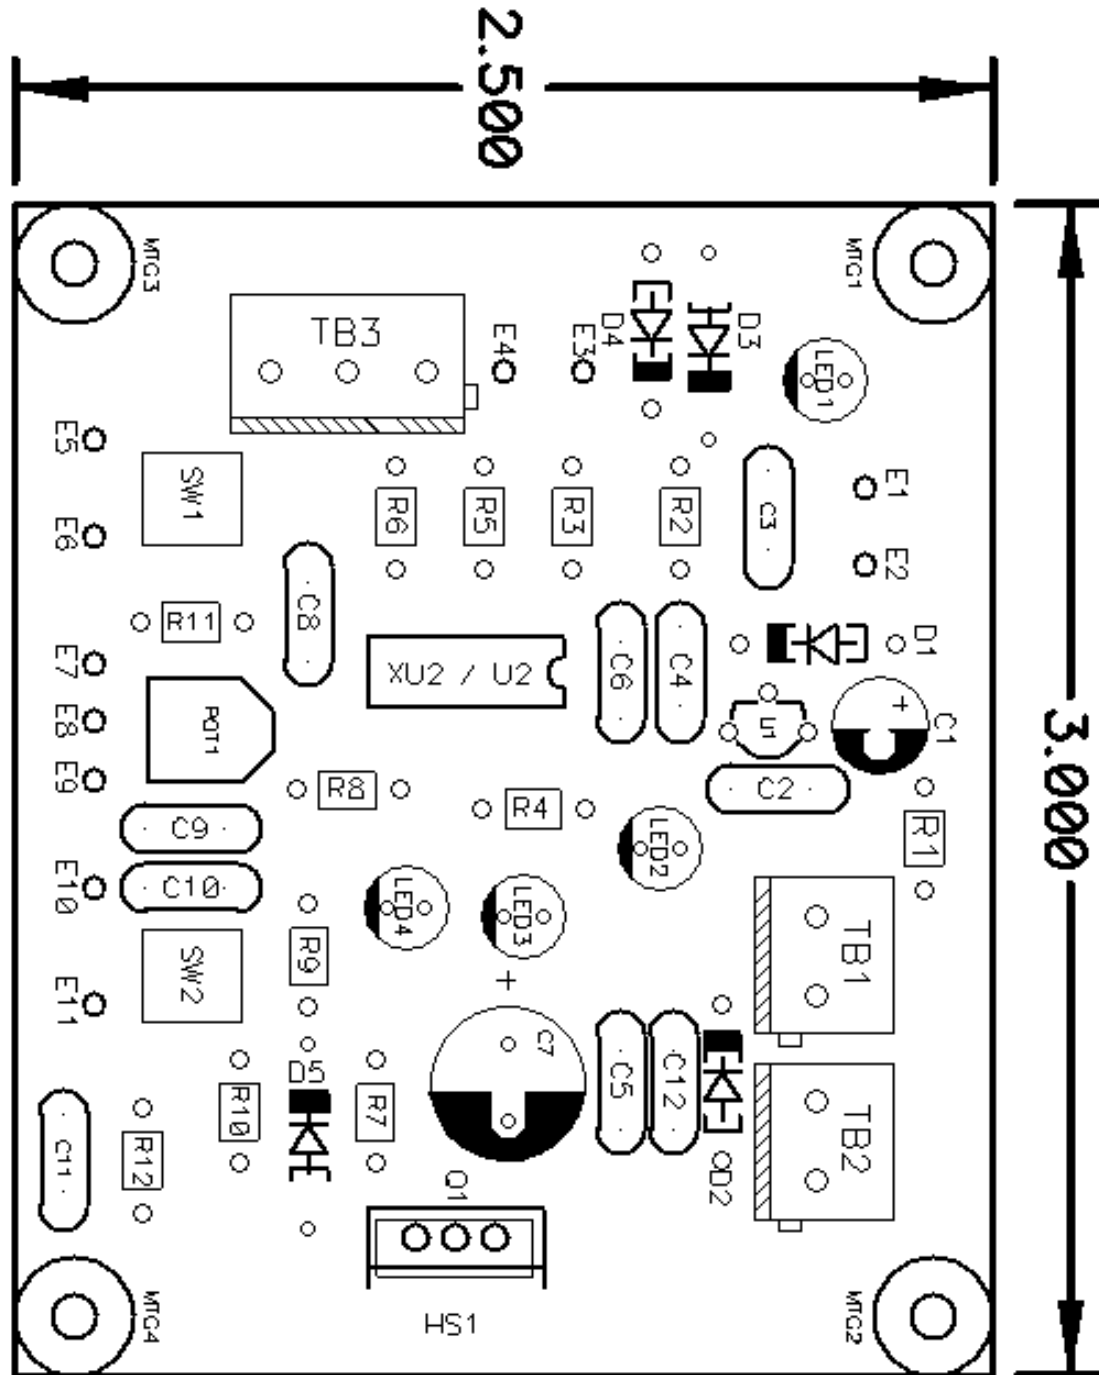 2.500
3.000
MTG3
MTG1
TB3
E4
E3
D4
D3
LED1
E5
SW1
E6
R6
R5
R3
R2
C3
E1
E2
R11
C8
XU2 / U2
C6
C4
D1
E7
E8
E9
POT1
U1
C1
+
R8
R4
C2
R1
C9
LED2
C10
E10
LED4
LED3
TB1
R9
SW2
E11
+
C7
D5
C5
C12
TB2
R10
R7
D2
C11
R12
Q1
MTG4
HS1
MTG2